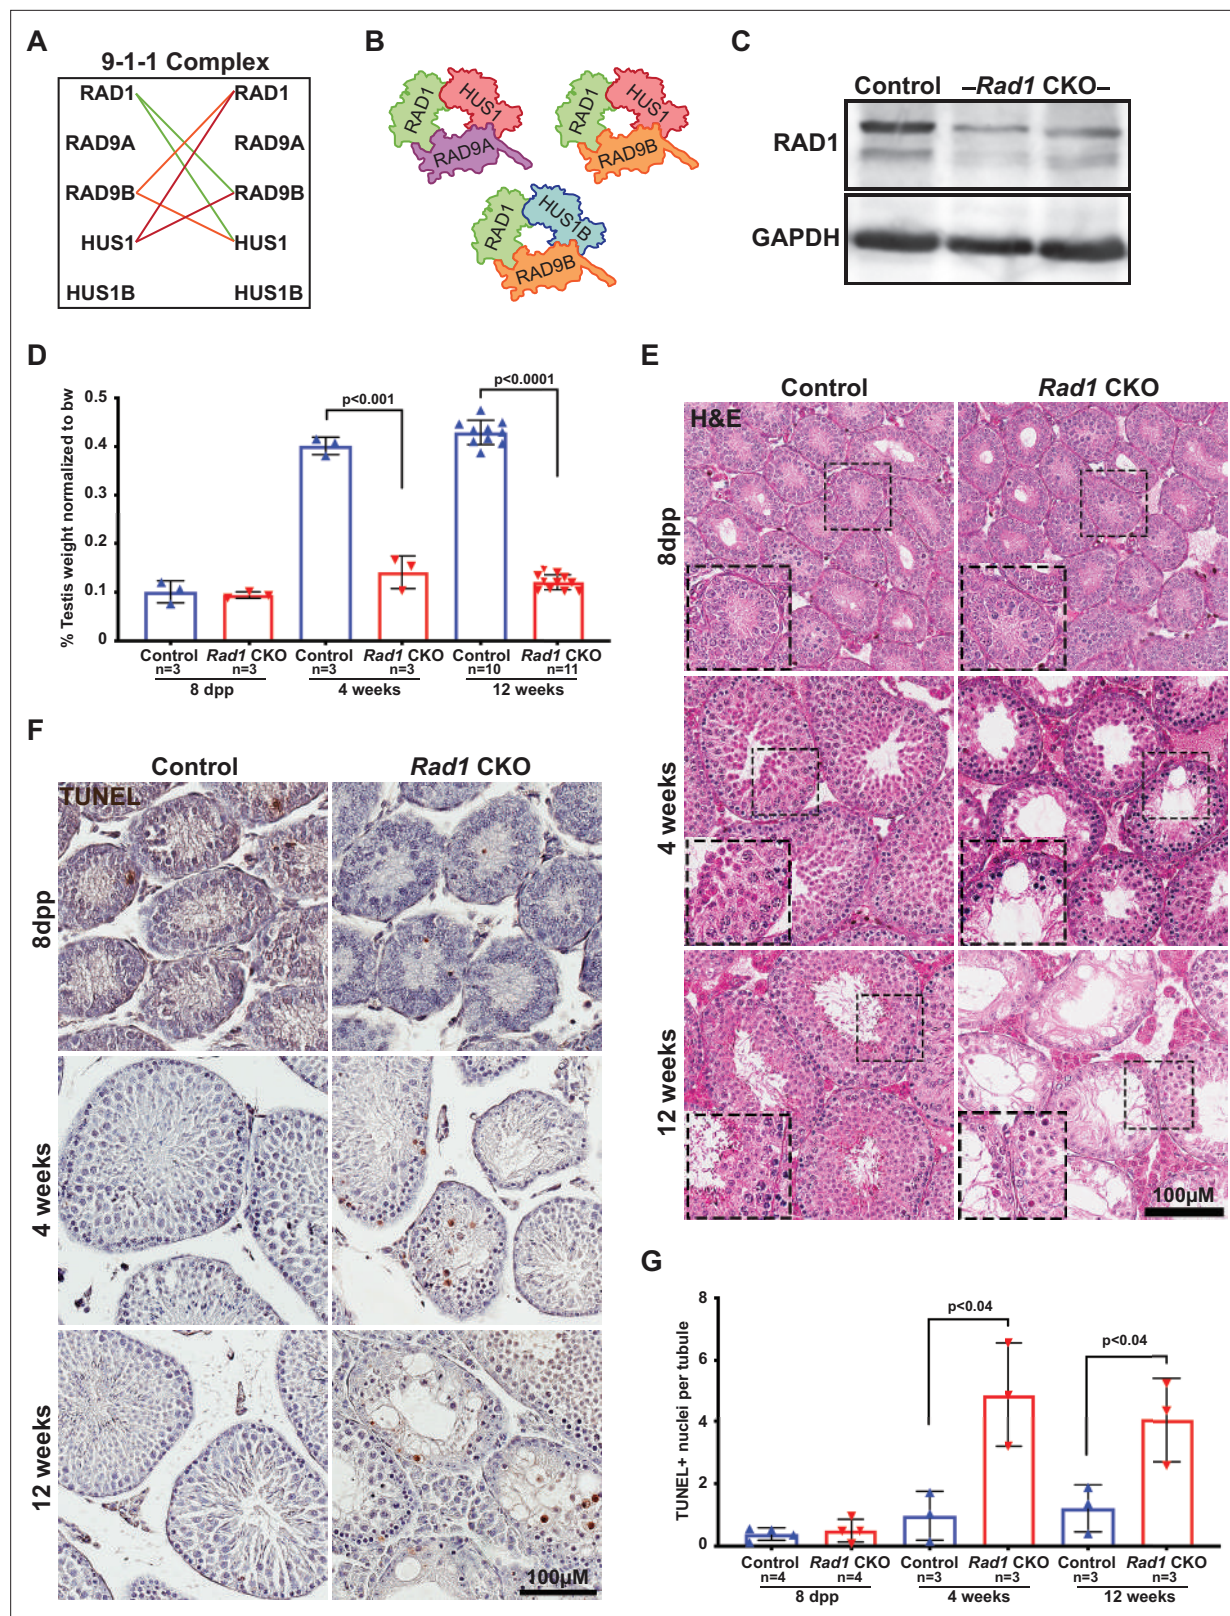 A
9-1-1 Complex
RAD1 RAD1
RAD9A RAD9A
RAD9B RAD9B
HUS1 HUS1
HUS1B HUS1B
B
RAD1 HUS1 RAD9A
RAD1 HUS1 RAD9B
RAD1 HUS1B RAD9B
C
Control –Rad1 CKO–
RAD1
GAPDH
D
% Testis weight normalized to bw
0.5
0.4
0.3
0.2
0.1
0
p<0.001
p<0.0001
Control Rad1 CKO Control Rad1 CKO Control Rad1 CKO
n=3 n=3 n=3 n=3 n=10 n=11
8 dpp 4 weeks 12 weeks
E
Control Rad1 CKO
H&E
8dpp
4 weeks
12 weeks
100µM
F
Control Rad1 CKO
TUNEL
8dpp
4 weeks
12 weeks
100µM
G
TUNEL+ nuclei per tubule
8
6
4
2
0
p<0.04
p<0.04
Control Rad1 CKO Control Rad1 CKO Control Rad1 CKO
n=4 n=4 n=3 n=3 n=3 n=3
8 dpp 4 weeks 12 weeks